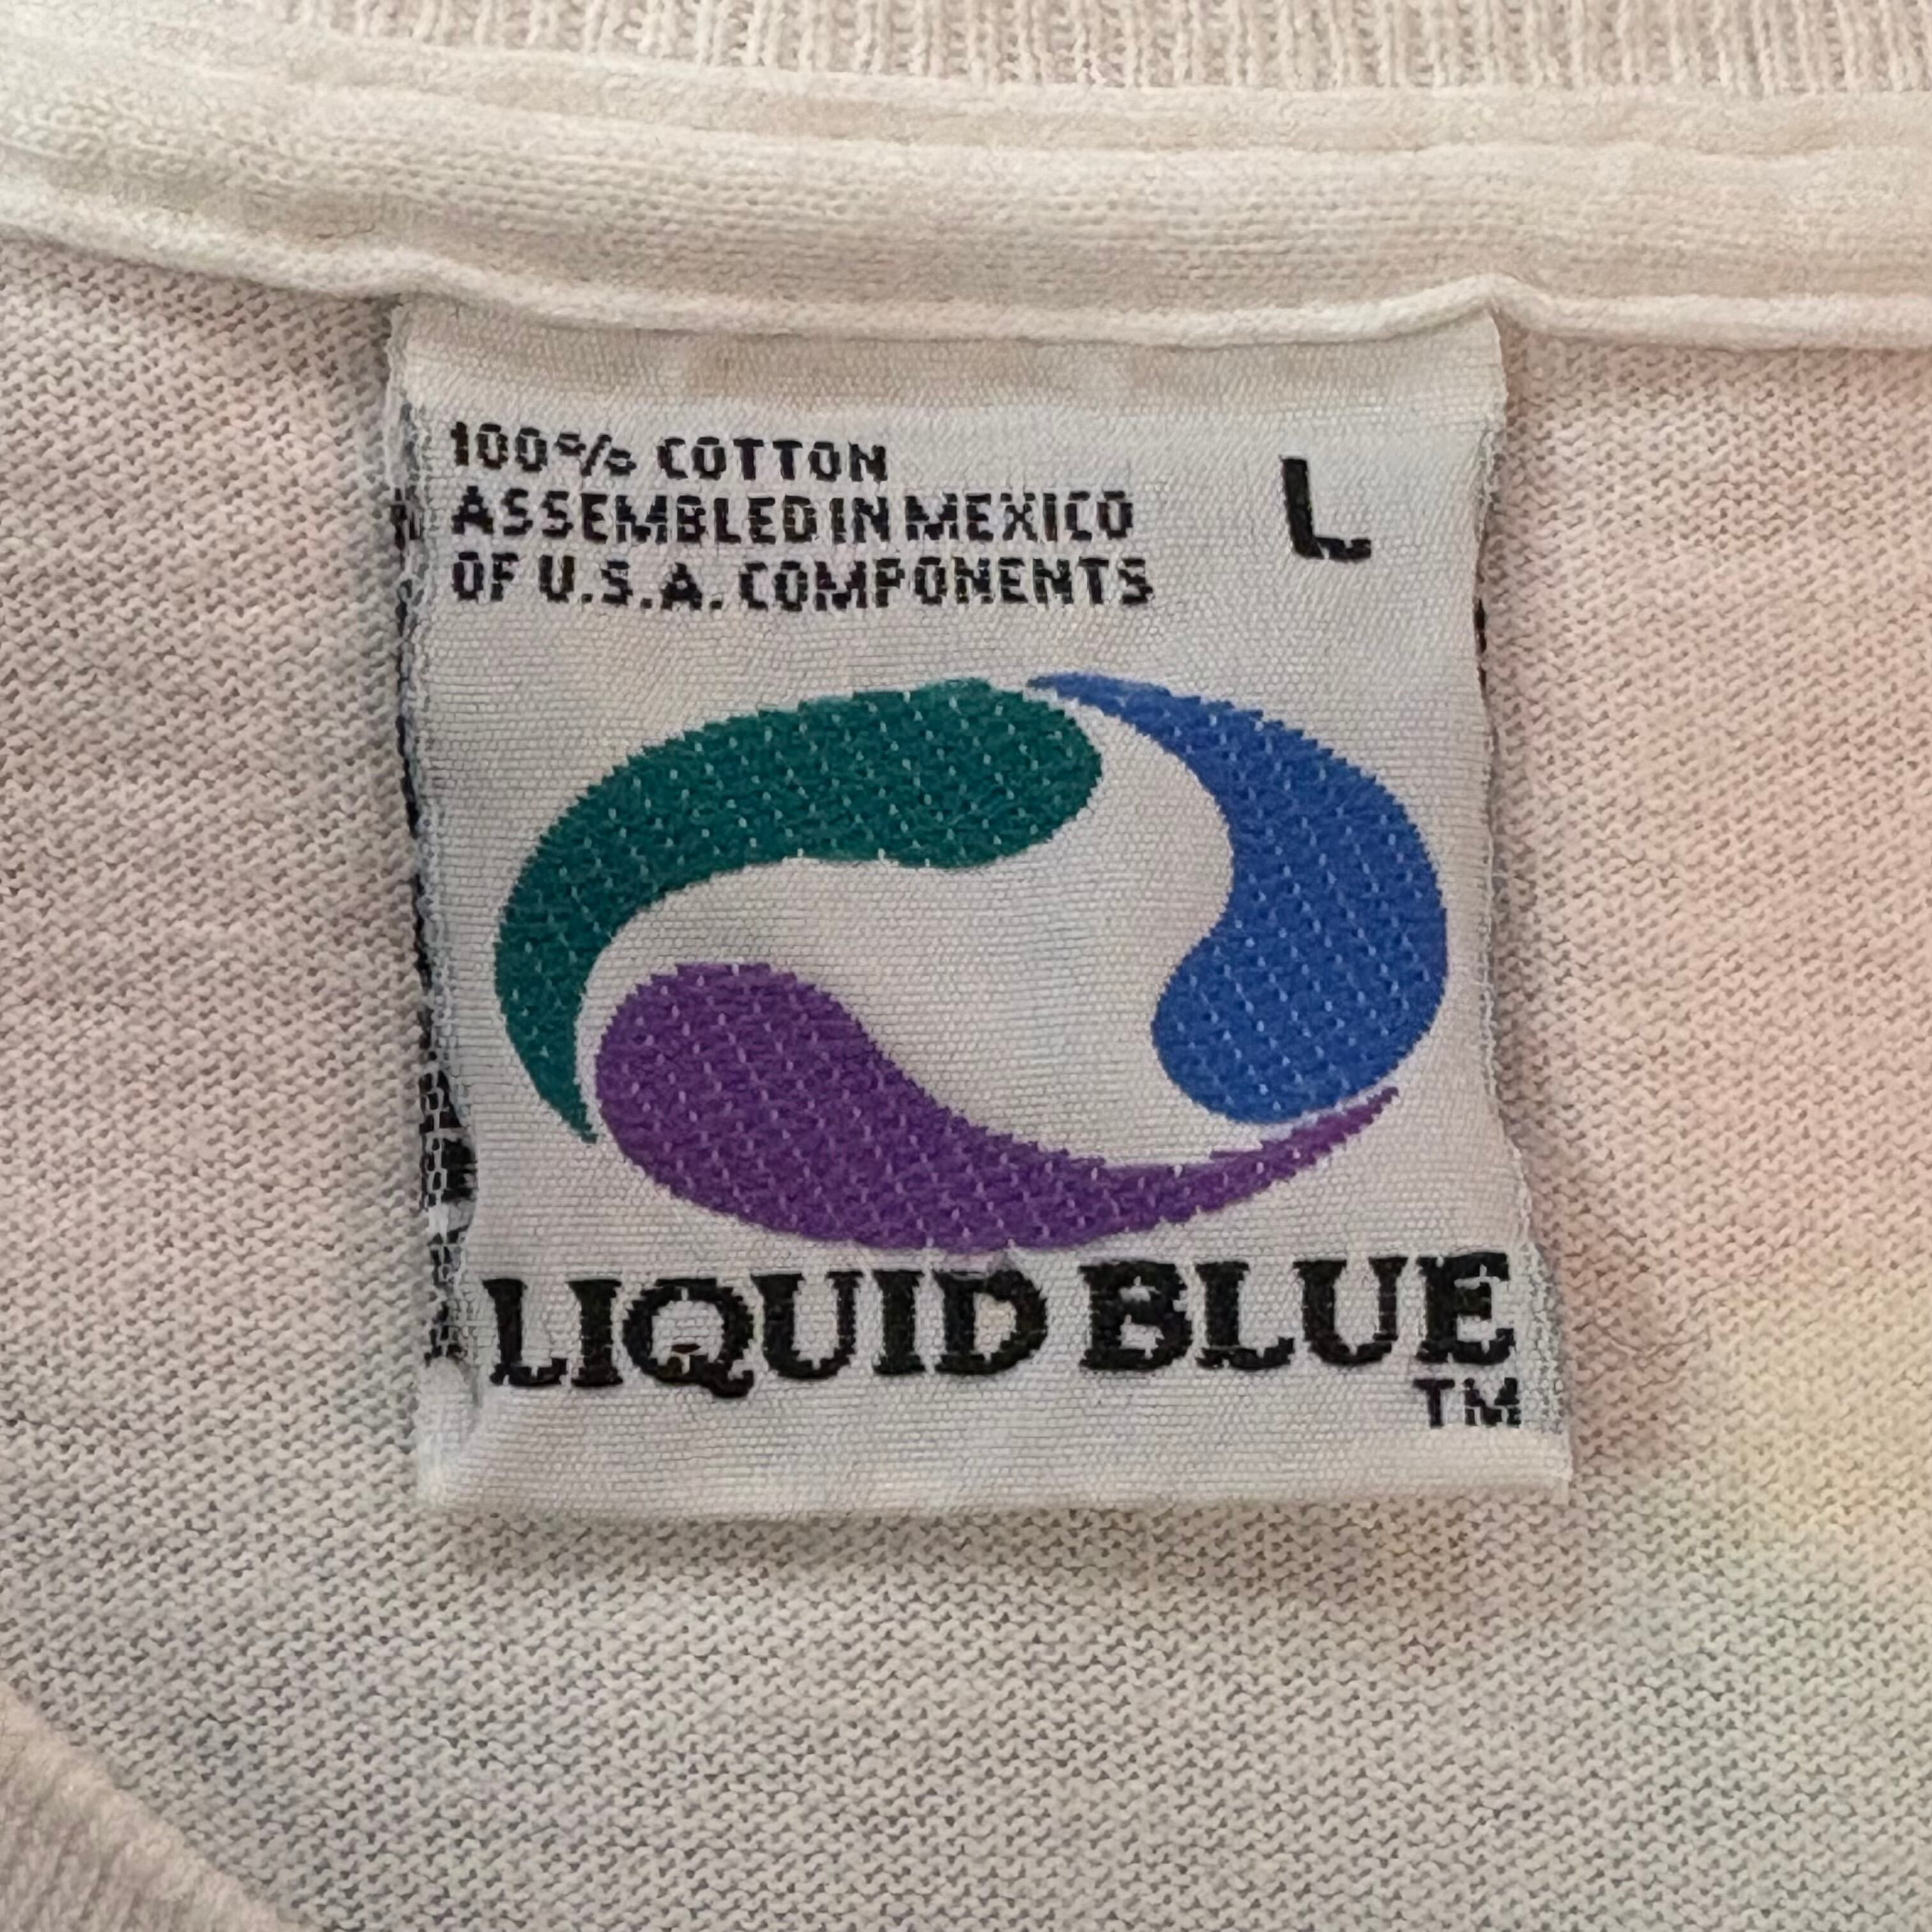 100% COTTON
ASSEMBLED IN MEXICO
OF U.S.A. COMPONENTS
L
LIQUID BLUE
TM